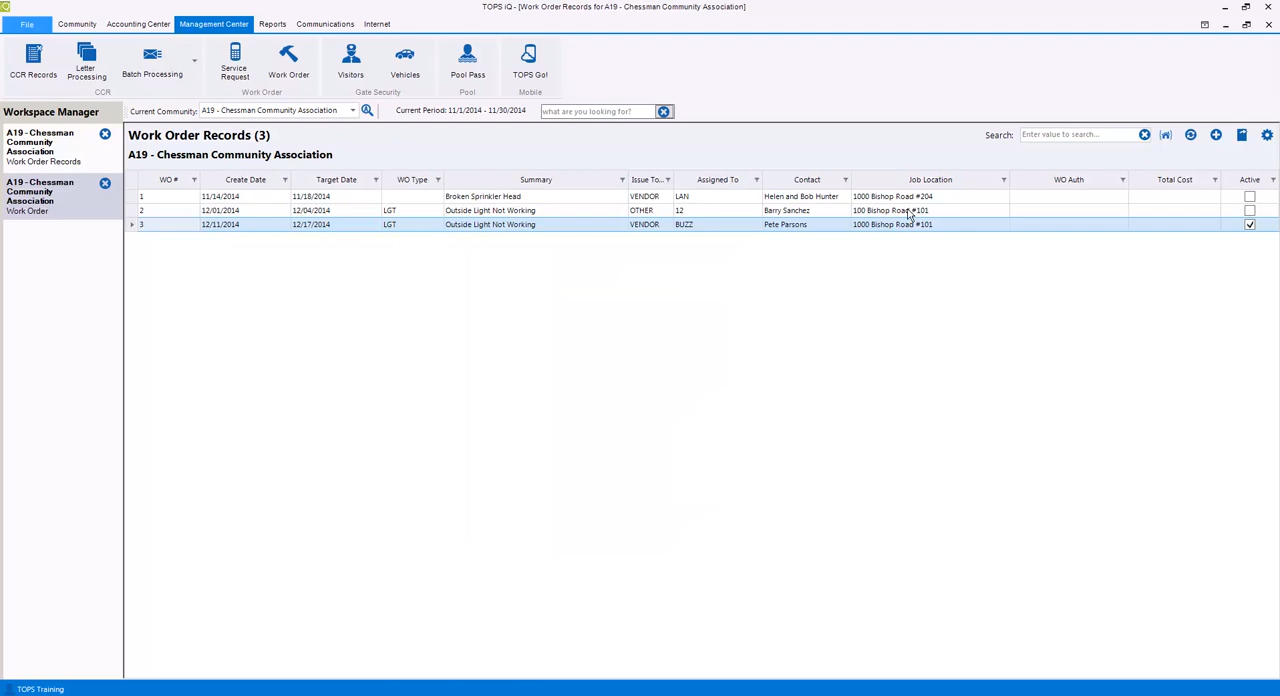 TOPS iQ - [Work Order Records for A19 - Chessman Community Association]
File Community Accounting Center Management Center Reports Communications Internet
CCR Records Letter Processing Batch Processing Service Request Work Order Visitors Vehicles Pool Pass TOPS Go!
CCR Work Order Gate Security Pool Mobile
Workspace Manager
A19 - Chessman Community Association
Work Order Records
A19 - Chessman Community Association
Work Order
Current Community: A19 - Chessman Community Association Current Period: 11/1/2014 - 11/30/2014 what are you looking for?
Work Order Records (3) Search: Enter value to search...
A19 - Chessman Community Association
WO # Create Date Target Date WO Type Summary Issue To... Assigned To Contact Job Location WO Auth Total Cost Active
1 11/14/2014 11/18/2014 Broken Sprinkler Head VENDOR LAN Helen and Bob Hunter 1000 Bishop Road #204
2 12/01/2014 12/04/2014 LGT Outside Light Not Working OTHER 12 Barry Sanchez 100 Bishop Road #101
3 12/11/2014 12/17/2014 LGT Outside Light Not Working VENDOR BUZZ Pete Parsons 1000 Bishop Road #101
TOPS Training